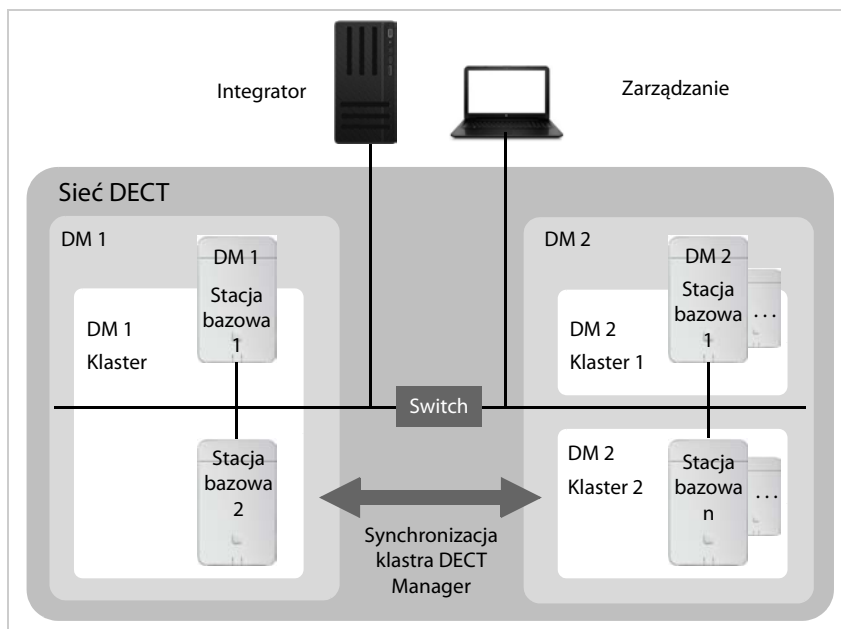 Integrator
Zarządzanie
Sieć DECT
DM 1
DM 1
Stacja
bazowa
1
DM 1
Klaster
Stacja
bazowa
2
Switch
Synchronizacja
klastra DECT
Manager
DM 2
DM 2
Stacja
bazowa
1
...
DM 2
Klaster 1
DM 2
Klaster 2
Stacja
bazowa
n
...